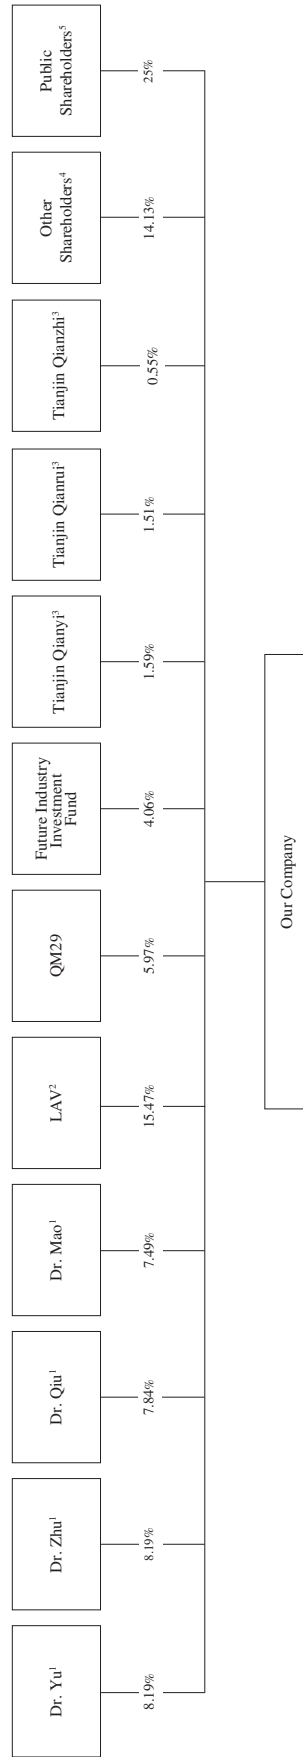 Dr. Yu¹
Dr. Zhu¹
Dr. Qiu¹
Dr. Mao¹
LAV²
QM29
Future Industry
Investment
Fund
Tianjin Qianyi³
Tianjin Qianrui³
Tianjin Qianzhi³
Other
Shareholders⁴
Public
Shareholders⁵
8.19%
8.19%
7.84%
7.49%
15.47%
5.97%
4.06%
1.59%
1.51%
0.55%
14.13%
25%
Our Company